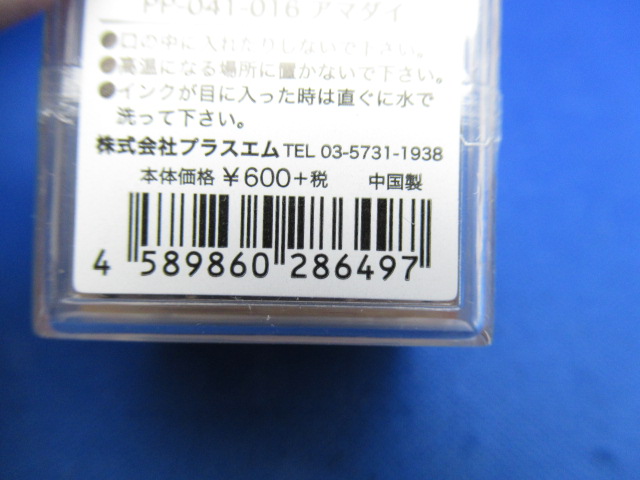 PP-041-016 アマダイ
●口の中に入れたりしないで下さい。
●高温になる場所に置かないで下さい。
●インクが目に入った時は直ぐに水で
洗って下さい。
株式会社プラスエム TEL 03-5731-1938
本体価格 ￥600+税 中国製
4 589860 286497